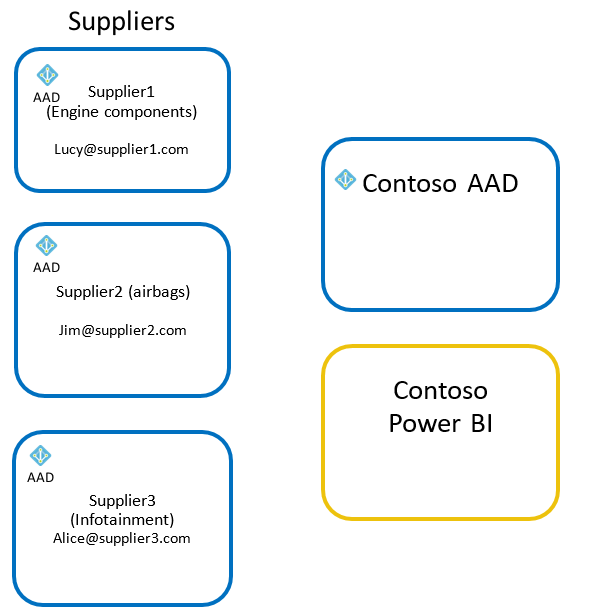 Suppliers
AAD
Supplier1
(Engine components)
Lucy@supplier1.com
AAD
Supplier2 (airbags)
Jim@supplier2.com
AAD
Supplier3
(Infotainment)
Alice@supplier3.com
Contoso AAD
Contoso
Power BI